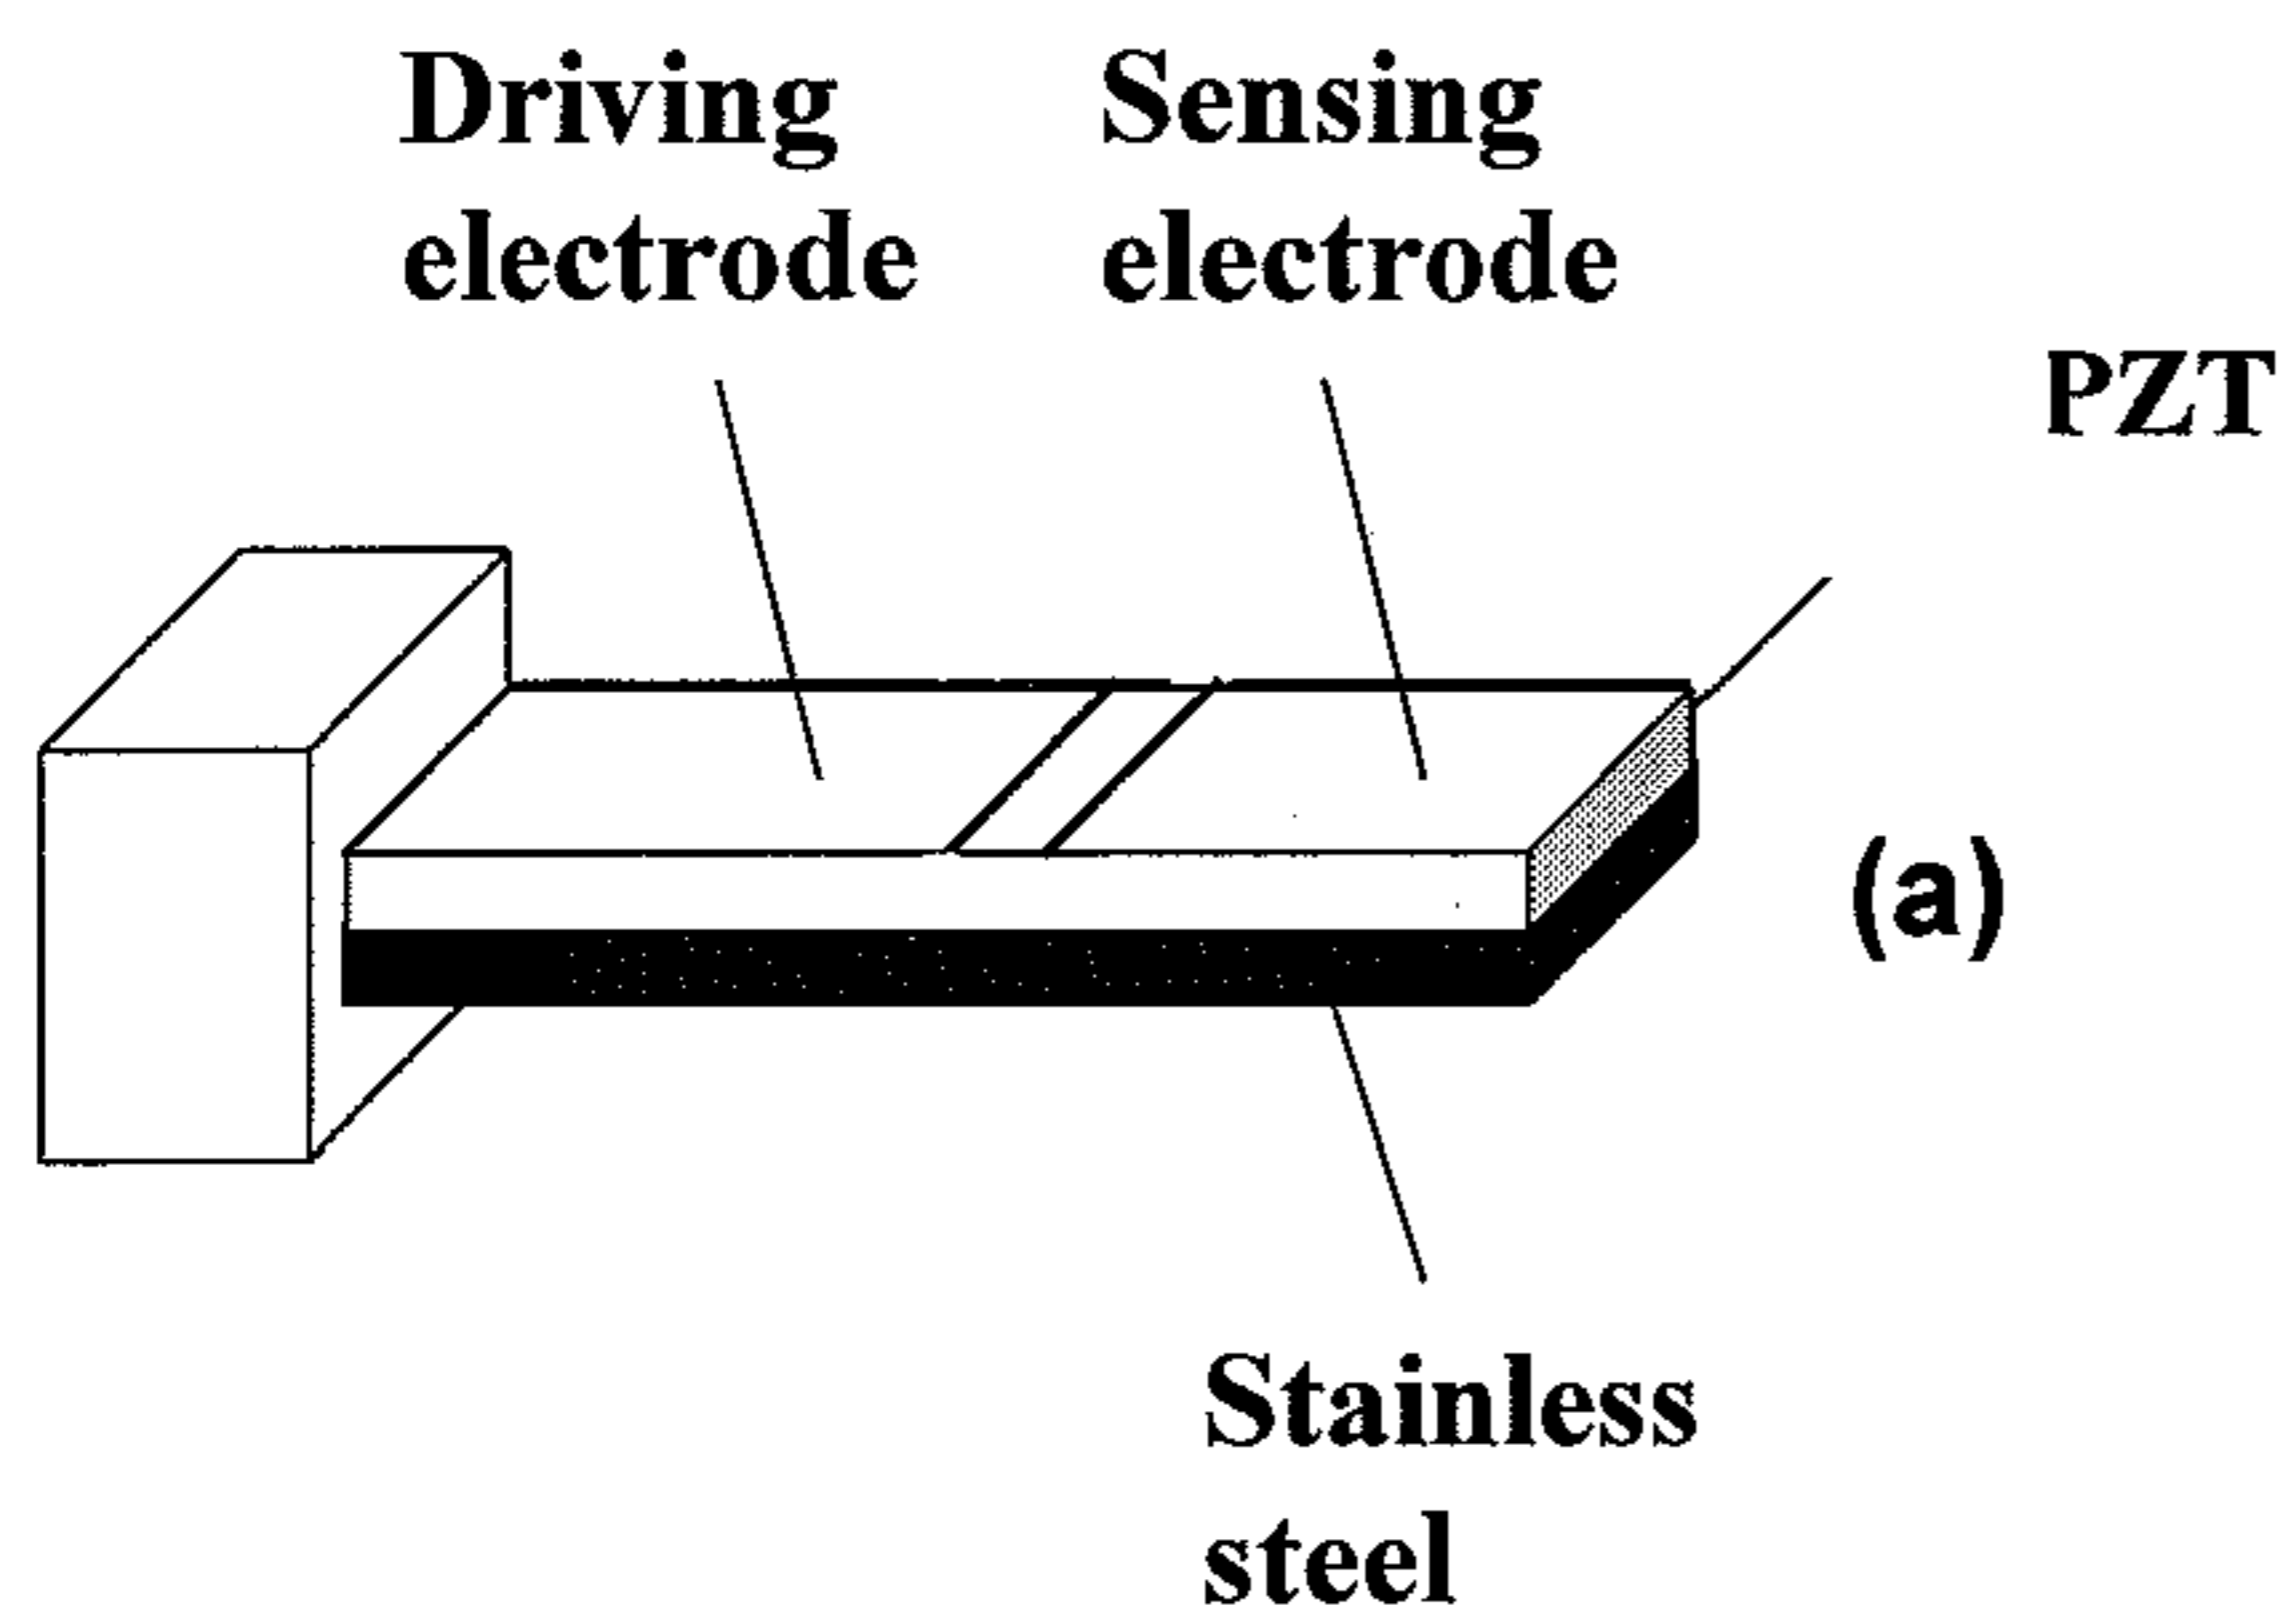 Driving
electrode
Sensing
electrode
PZT
(a)
Stainless
steel